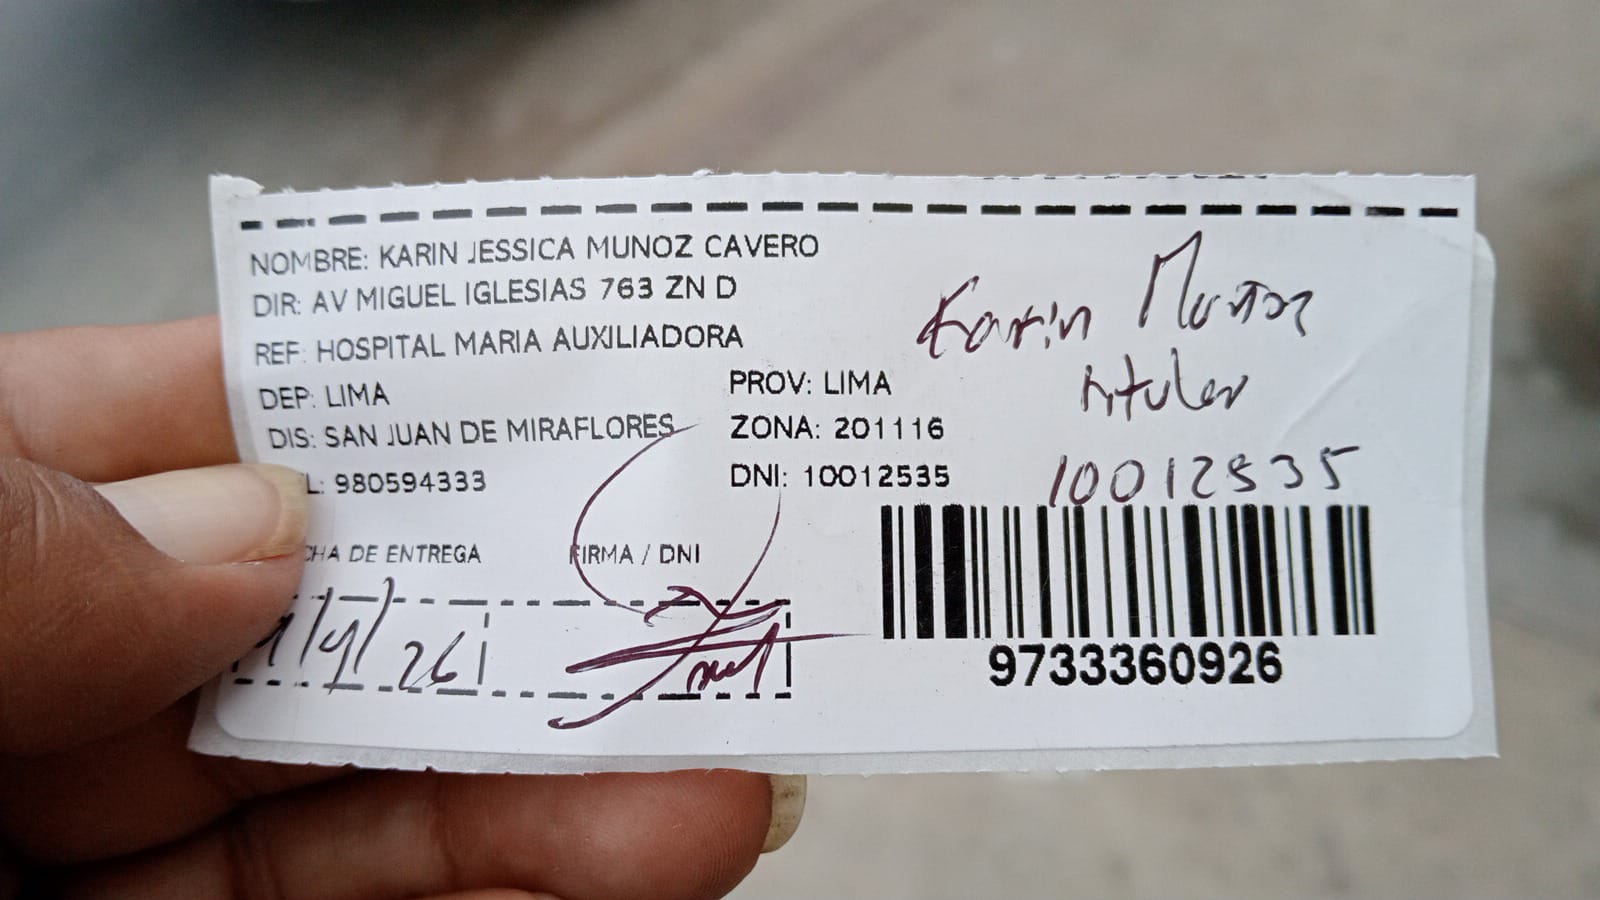 NOMBRE: KARIN JESSICA MUNOZ CAVERO
DIR: AV MIGUEL IGLESIAS 763 ZN D
REF: HOSPITAL MARIA AUXILIADORA
DEP: LIMA
PROV: LIMA
DIS: SAN JUAN DE MIRAFLORES
ZONA: 201116
L: 980594333
DNI: 10012535
CHA DE ENTREGA
FIRMA / DNI
/4/26
Karin Muñoz
titular
10012535
9733360926